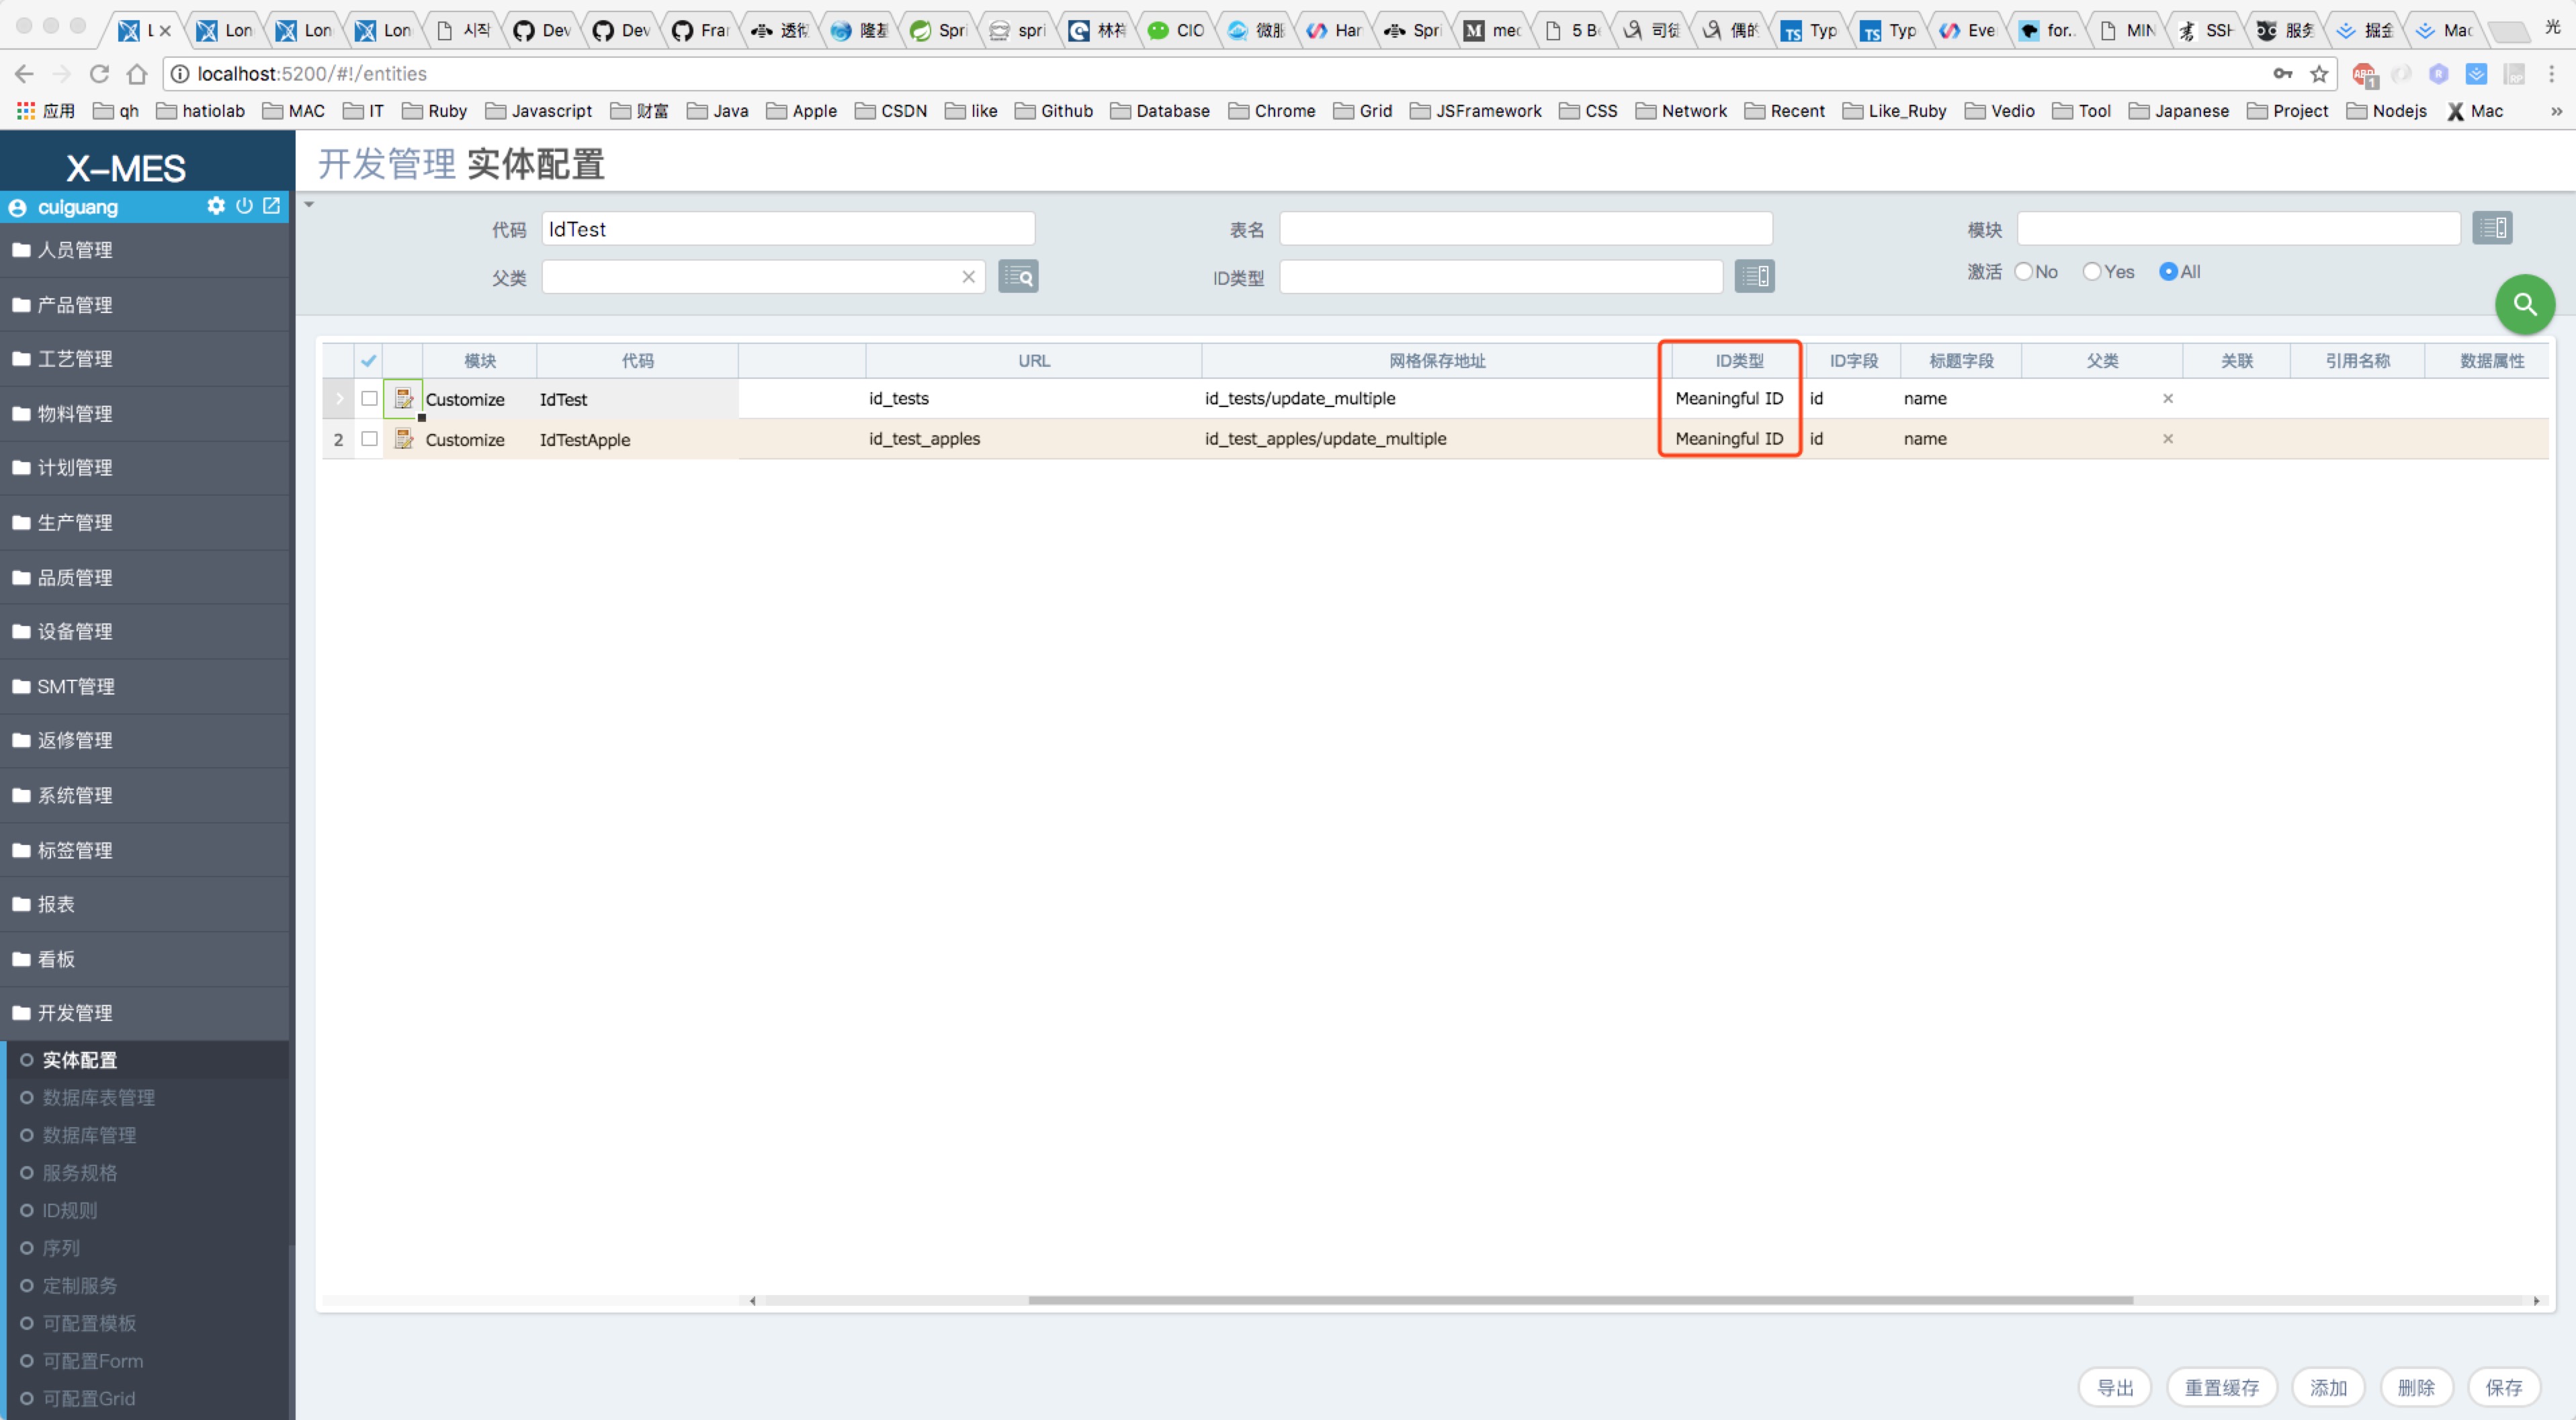 L Lon Lon Lon 시작 Dev Dev Fra 透彻 隆基 Spri spri 林祥 CIO 微服 Har Spri M med 5 B 司徒 偶的 TS Typ TS Typ Eve for.. MIN SSH 服务 掘金 Mac 光
localhost:5200/#!/entities
应用 qh hatiolab MAC IT Ruby Javascript 财富 Java Apple CSDN like Github Database Chrome Grid JSFramework CSS Network Recent Like_Ruby Vedio Tool Japanese Project Nodejs Mac »
X-MES
开发管理 实体配置
cuiguang
代码 IdTest 表名 模块
父类 ID类型 激活 No Yes All
人员管理
产品管理
工艺管理
物料管理
计划管理
生产管理
品质管理
设备管理
SMT管理
返修管理
系统管理
标签管理
报表
看板
开发管理
实体配置
数据库表管理
数据库管理
服务规格
ID规则
序列
定制服务
可配置模板
可配置Form
可配置Grid
模块 代码 URL 网格保存地址 ID类型 ID字段 标题字段 父类 关联 引用名称 数据属性
Customize IdTest id_tests id_tests/update_multiple Meaningful ID id name
2 Customize IdTestApple id_test_apples id_test_apples/update_multiple Meaningful ID id name
导出 重置缓存 添加 删除 保存